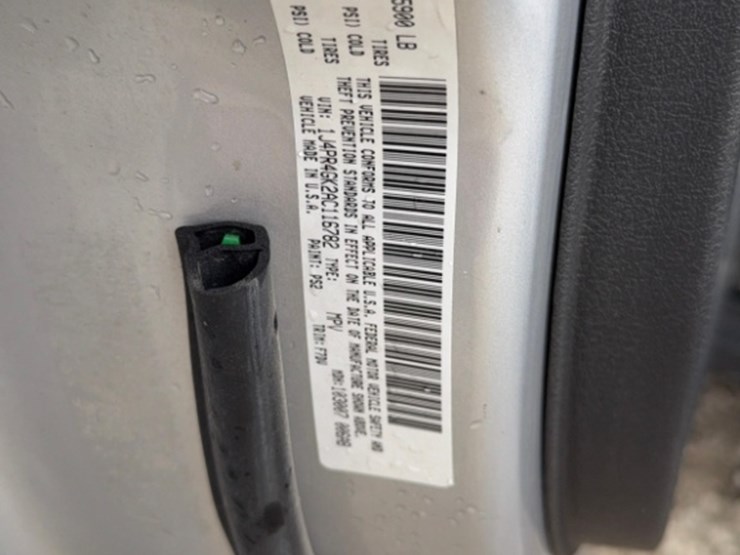 5900 LB
TIRES
PSI) COLD
TIRES
PSI) COLD
THIS VEHICLE CONFORMS TO ALL APPLICABLE U.S.A. FEDERAL MOTOR VEHICLE SAFETY AND
THEFT PREVENTION STANDARDS IN EFFECT ON THE DATE OF MANUFACTURE SHOWN ABOVE.
VIN: 1J4PR4GK2AC116782 TYPE: MPV
VEHICLE MADE IN U.S.A. PAINT: PS2 TRIM: